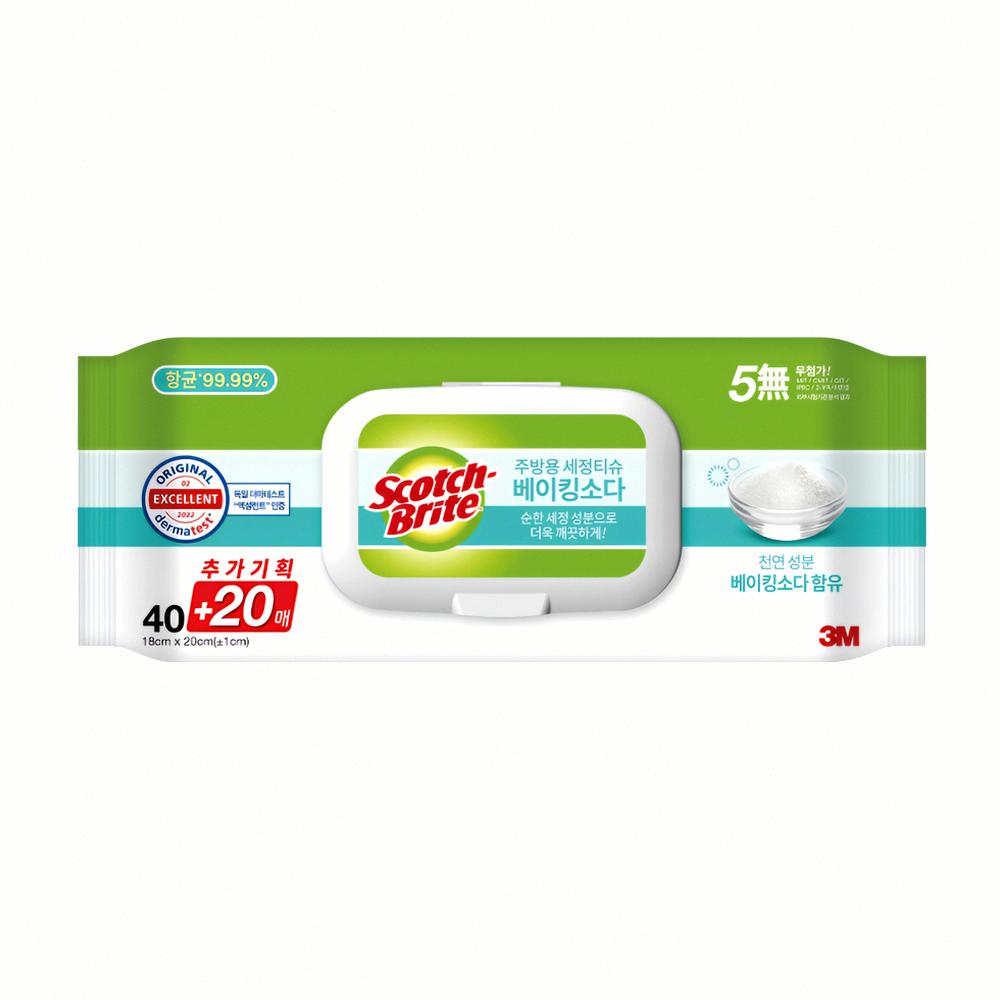 항균*99.99%
5無 무첨가!
ORIGINAL
02
EXCELLENT
2022
dermatest
독일 더마테스트
"엑설런트" 인증
Scotch-
Brite
주방용 세정티슈
베이킹소다
순한 세정 성분으로
더욱 깨끗하게!
천연 성분
베이킹소다 함유
추가기획
40 +20매
18cm x 20cm(±1cm)
3M